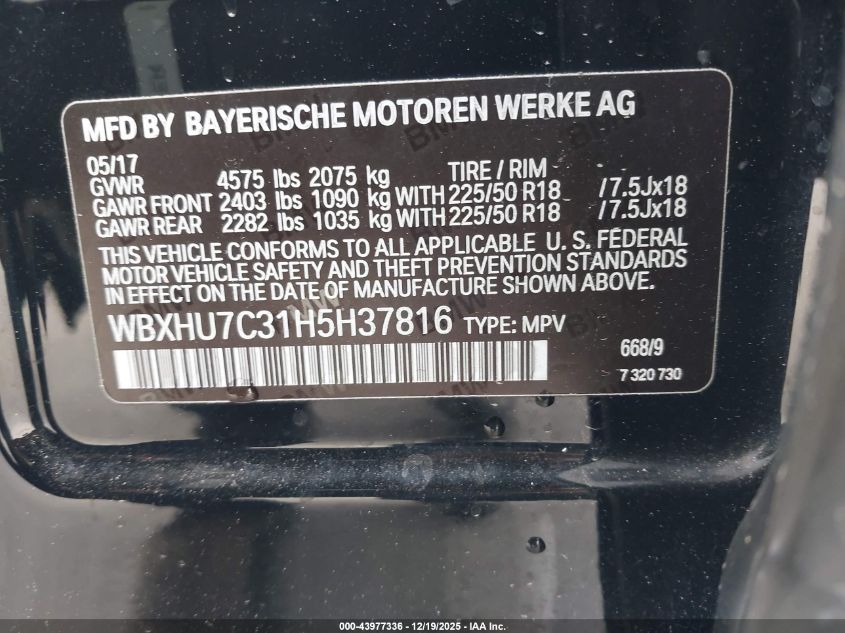 MFD BY BAYERISCHE MOTOREN WERKE AG
05/17
GVWR 4575 lbs 2075 kg TIRE / RIM
GAWR FRONT 2403 lbs 1090 kg WITH 225/50 R18 /7.5Jx18
GAWR REAR 2282 lbs 1035 kg WITH 225/50 R18 /7.5Jx18
THIS VEHICLE CONFORMS TO ALL APPLICABLE U.S. FEDERAL
MOTOR VEHICLE SAFETY AND THEFT PREVENTION STANDARDS
IN EFFECT ON THE DATE OF MANUFACTURE SHOWN ABOVE.
WBXHU7C31H5H37816 TYPE: MPV
668/9
7 320 730
000-43977336 - 12/19/2025 - IAA Inc.